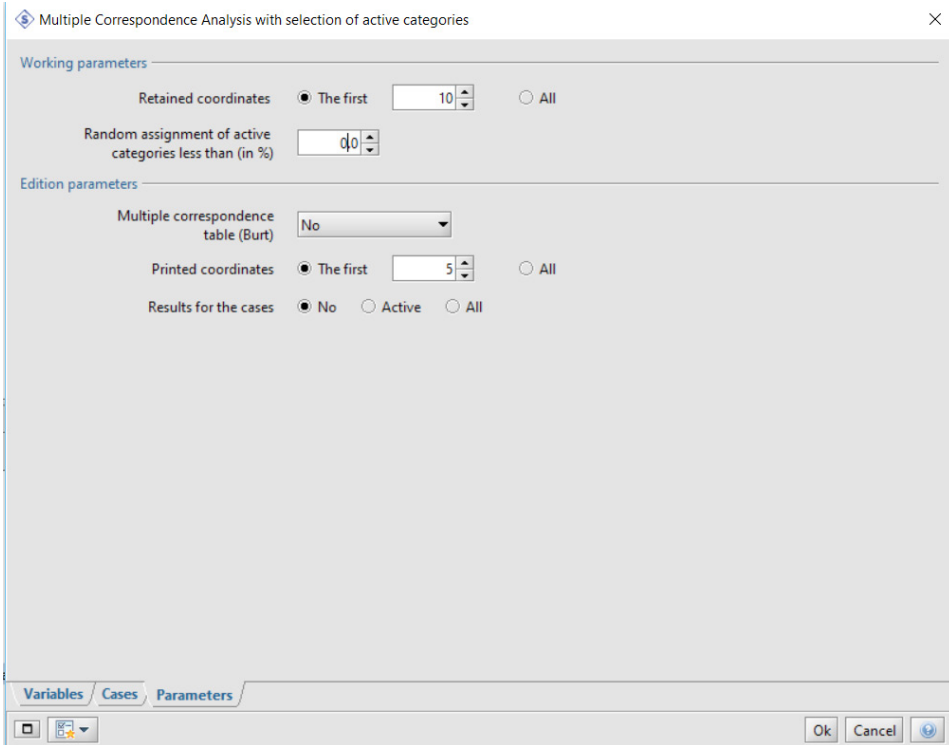 Multiple Correspondence Analysis with selection of active categories
Working parameters
Retained coordinates The first 10 All
Random assignment of active
categories less than (in %) 0.0
Edition parameters
Multiple correspondence
table (Burt) No
Printed coordinates The first 5 All
Results for the cases No Active All
Variables Cases Parameters
Ok Cancel